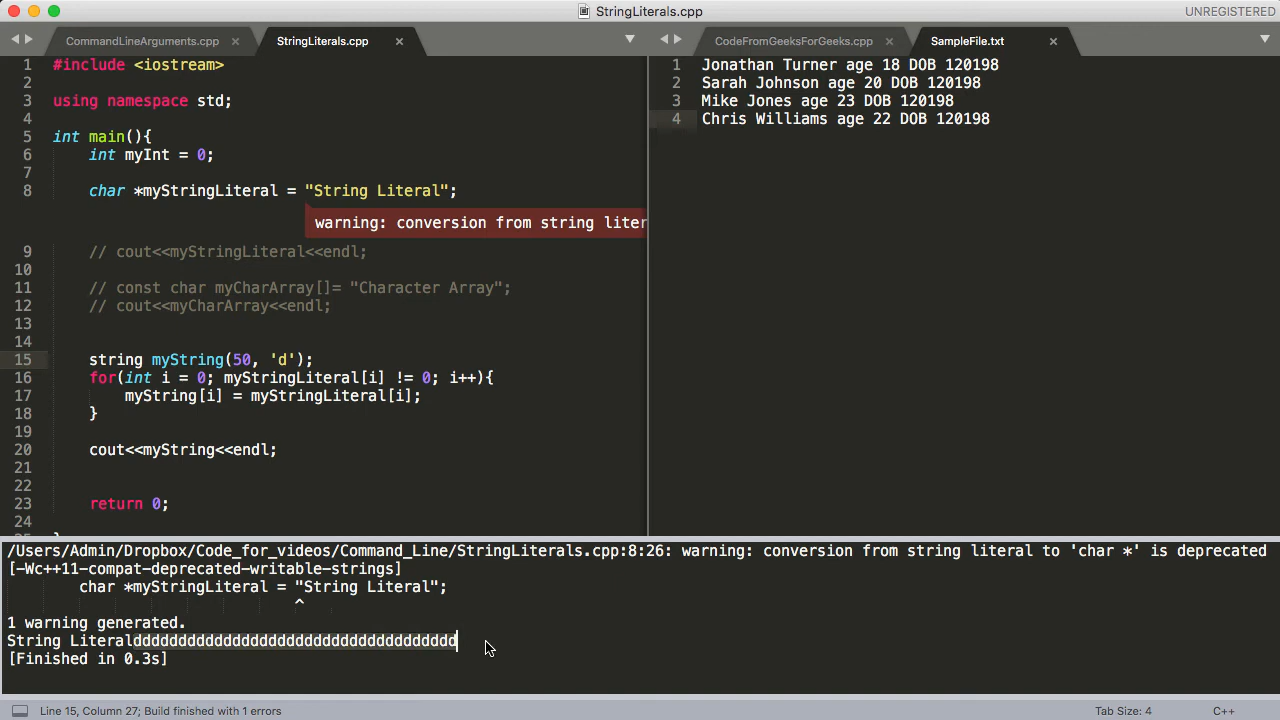 StringLiterals.cpp
UNREGISTERED
CommandLineArguments.cpp × StringLiterals.cpp ×
CodeFromGeeksForGeeks.cpp × SampleFile.txt ×
1 #include <iostream>
2
3 using namespace std;
4
5 int main(){
6 int myInt = 0;
7
8 char *myStringLiteral = "String Literal";
warning: conversion from string liter
9 // cout<<myStringLiteral<<endl;
10
11 // const char myCharArray[]= "Character Array";
12 // cout<<myCharArray<<endl;
13
14
15 string myString(50, 'd');
16 for(int i = 0; myStringLiteral[i] != 0; i++){
17 myString[i] = myStringLiteral[i];
18 }
19
20 cout<<myString<<endl;
21
22
23 return 0;
24
1 Jonathan Turner age 18 DOB 120198
2 Sarah Johnson age 20 DOB 120198
3 Mike Jones age 23 DOB 120198
4 Chris Williams age 22 DOB 120198
/Users/Admin/Dropbox/Code_for_videos/Command_Line/StringLiterals.cpp:8:26: warning: conversion from string literal to 'char *' is deprecated
[-Wc++11-compat-deprecated-writable-strings]
char *myStringLiteral = "String Literal";
^
1 warning generated.
String Literaldddddddddddddddddddddddddddddddddddd
[Finished in 0.3s]
Line 15, Column 27; Build finished with 1 errors
Tab Size: 4
C++